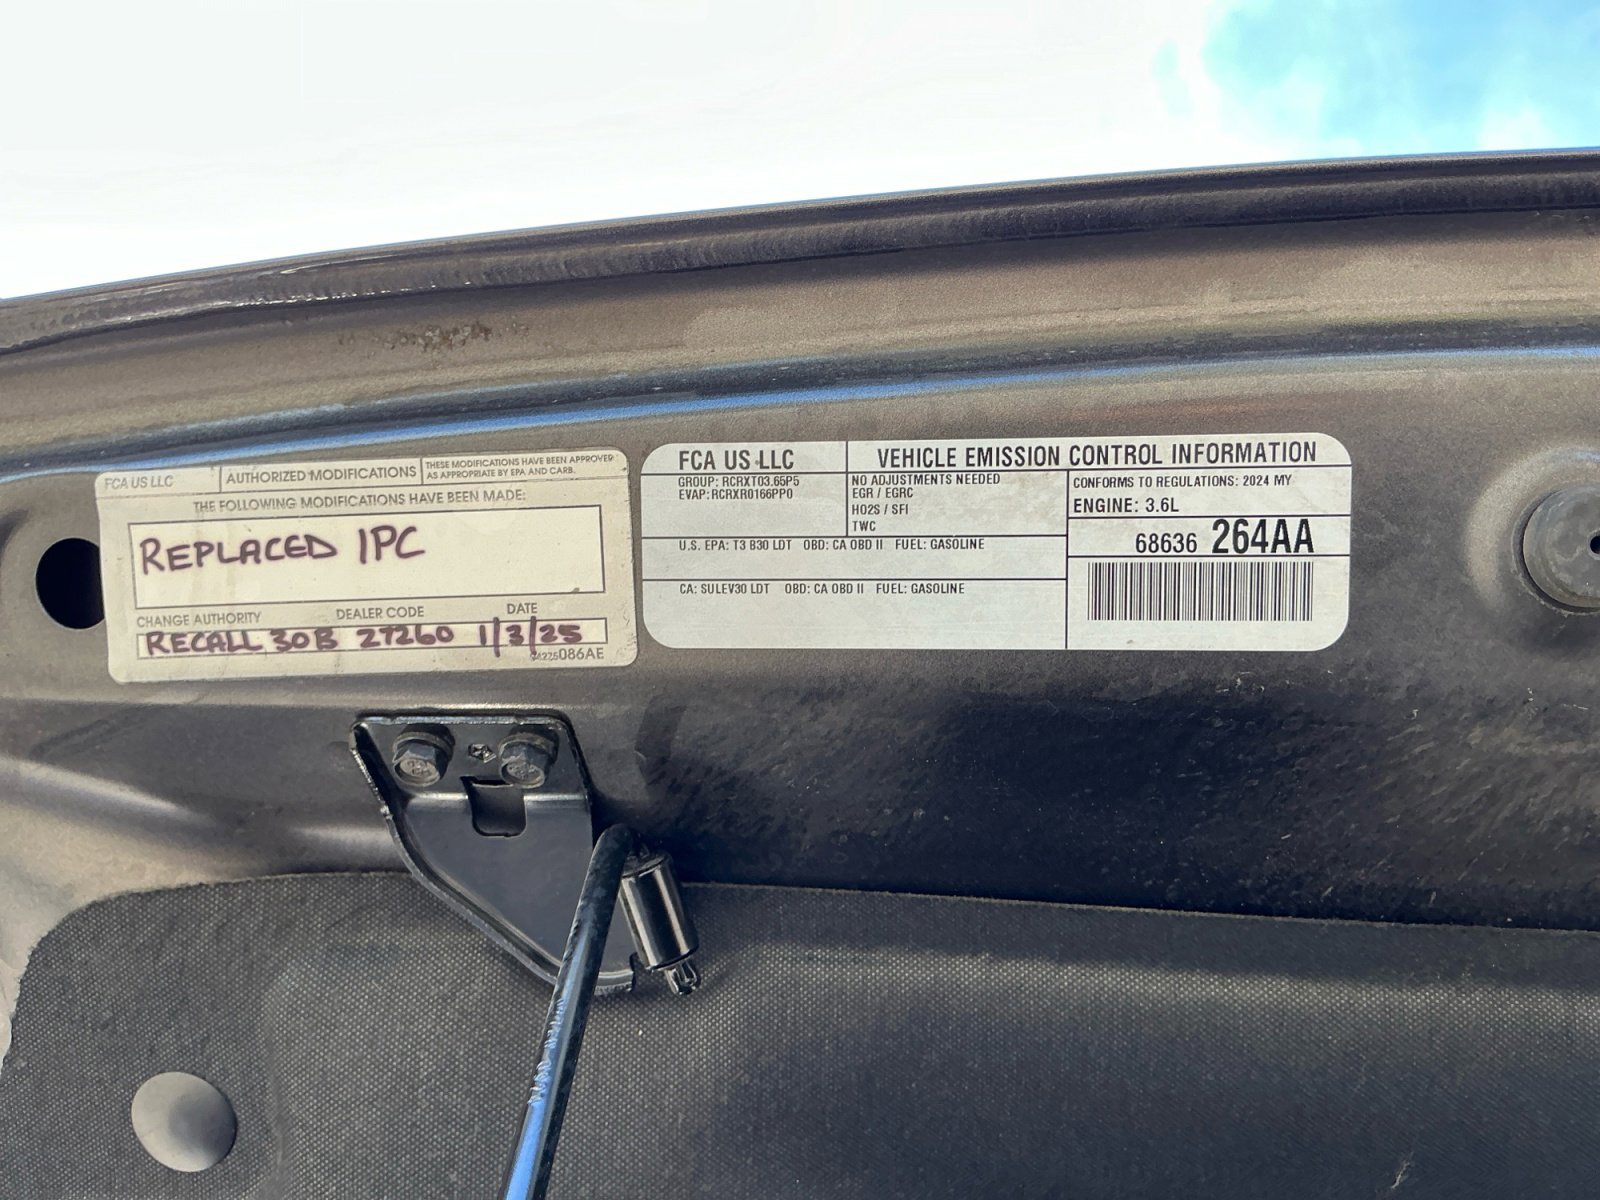 FCA US LLC
AUTHORIZED MODIFICATIONS
THESE MODIFICATIONS HAVE BEEN APPROVED
AS APPROPRIATE BY EPA AND CARB.
THE FOLLOWING MODIFICATIONS HAVE BEEN MADE:
REPLACED IPC
CHANGE AUTHORITY DEALER CODE DATE
RECALL 30B 27260 1/3/25
086AE
FCA US LLC
VEHICLE EMISSION CONTROL INFORMATION
GROUP: RCRXT03.65P5
EVAP: RCRXR0166PP0
NO ADJUSTMENTS NEEDED
EGR / EGRC
HO2S / SFI
TWC
CONFORMS TO REGULATIONS: 2024 MY
ENGINE: 3.6L
68636 264AA
U.S. EPA: T3 B30 LDT OBD: CA OBD II FUEL: GASOLINE
CA: SULEV30 LDT OBD: CA OBD II FUEL: GASOLINE